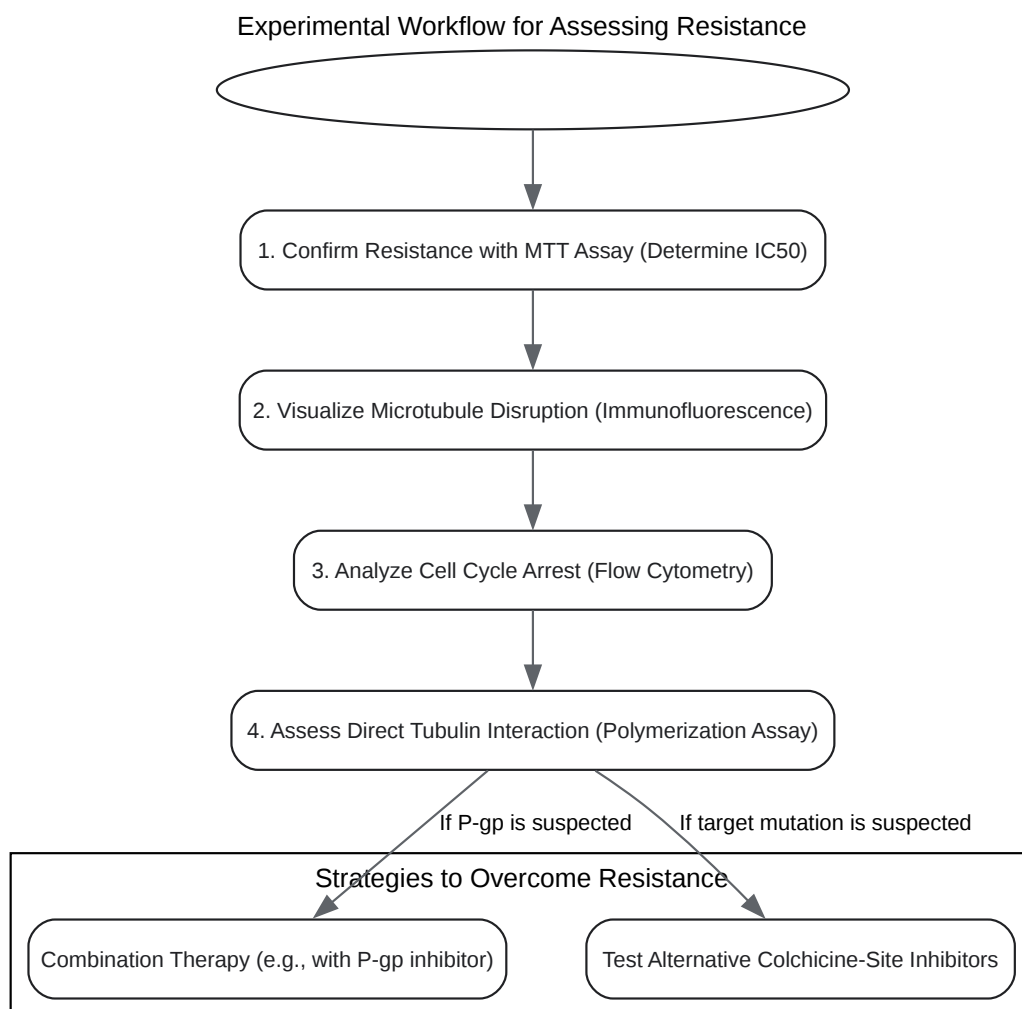 Experimental Workflow for Assessing Resistance
1. Confirm Resistance with MTT Assay (Determine IC50)
2. Visualize Microtubule Disruption (Immunofluorescence)
3. Analyze Cell Cycle Arrest (Flow Cytometry)
4. Assess Direct Tubulin Interaction (Polymerization Assay)
If P-gp is suspected
If target mutation is suspected
Strategies to Overcome Resistance
Combination Therapy (e.g., with P-gp inhibitor)
Test Alternative Colchicine-Site Inhibitors